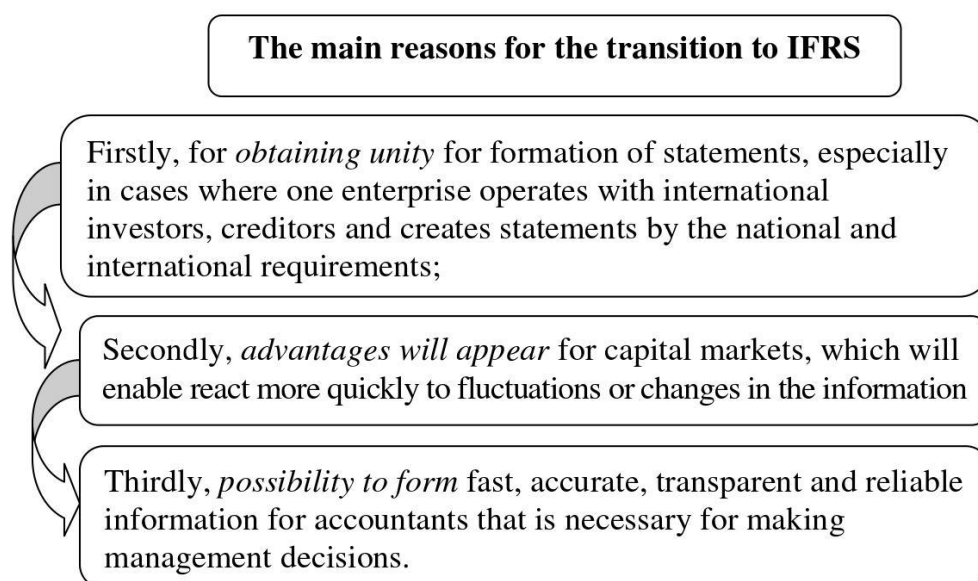 The main reasons for the transition to IFRS
Firstly, for obtaining unity for formation of statements, especially
in cases where one enterprise operates with international
investors, creditors and creates statements by the national and
international requirements;
Secondly, advantages will appear for capital markets, which will
enable react more quickly to fluctuations or changes in the information
Thirdly, possibility to form fast, accurate, transparent and reliable
information for accountants that is necessary for making
management decisions.